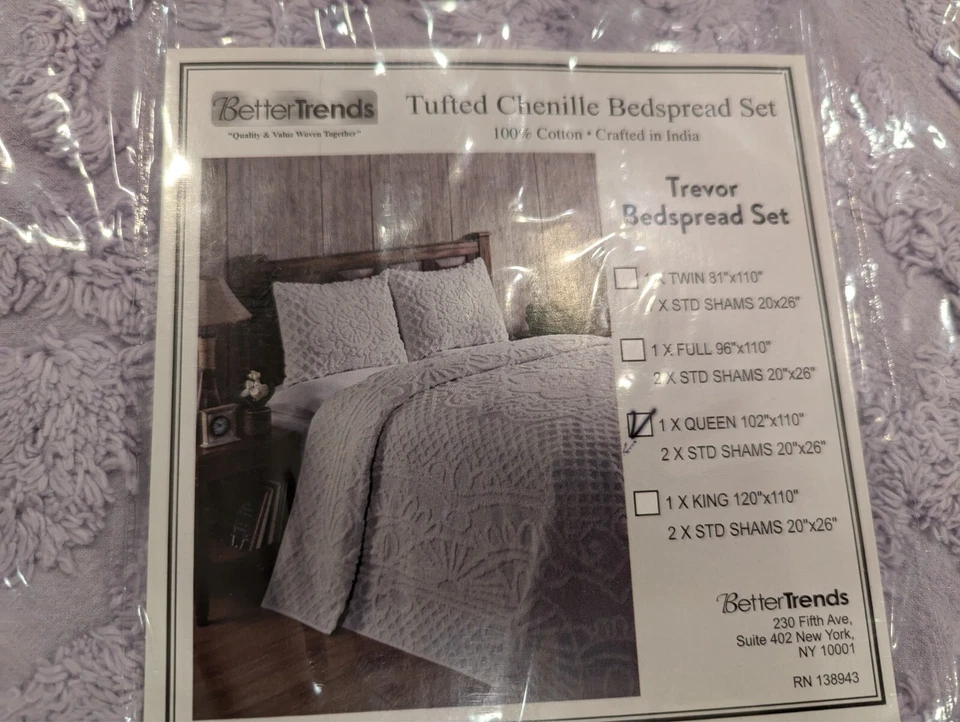 BetterTrends
"Quality & Value Woven Together"
Tufted Chenille Bedspread Set
100% Cotton • Crafted in India
Trevor
Bedspread Set
X TWIN 81"x110"
X STD SHAMS 20x26"
1 X FULL 96"x110"
2 X STD SHAMS 20"x26"
1 X QUEEN 102"x110"
2 X STD SHAMS 20"x26"
1 X KING 120"x110"
2 X STD SHAMS 20"x26"
BetterTrends
230 Fifth Ave,
Suite 402 New York,
NY 10001
RN 138943